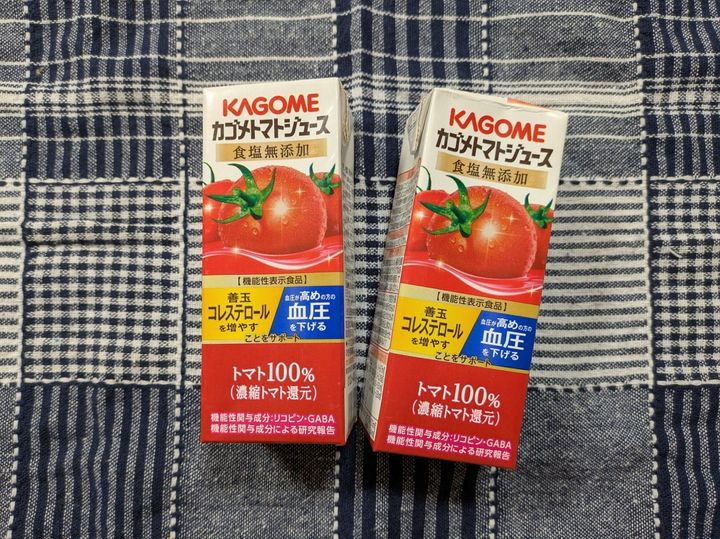 KAGOME
カゴメトマトジュース
食塩無添加
【機能性表示食品】
善玉
コレステロール
を増やす
血圧が高めの方の
血圧
を下げる
ことをサポート
トマト100%
(濃縮トマト還元)
機能性関与成分:リコピン・GABA
機能性関与成分による研究報告
KAGOME
カゴメトマトジュース
食塩無添加
【機能性表示食品】
善玉
コレステロール
を増やす
血圧が高めの方の
血圧
を下げる
ことをサポート
トマト100%
(濃縮トマト還元)
機能性関与成分:リコピン・GABA
機能性関与成分による研究報告